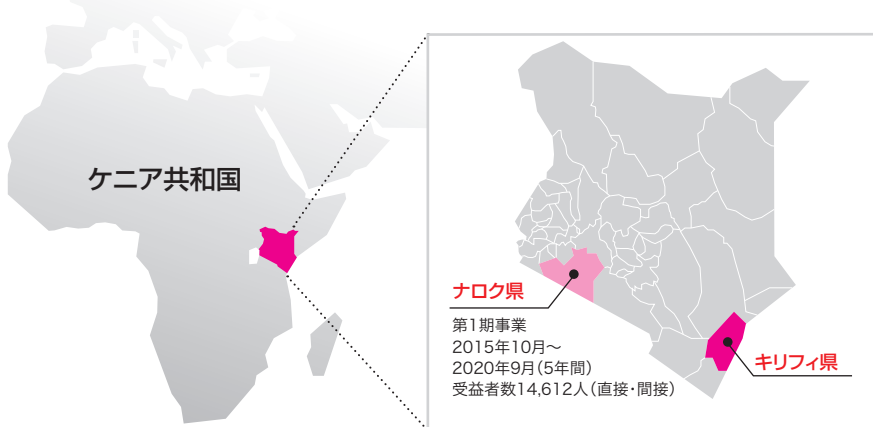 ケニア共和国
ナロク県
第1期事業
2015年10月～
2020年9月(5年間)
受益者数14,612人(直接・間接)
キリフィ県